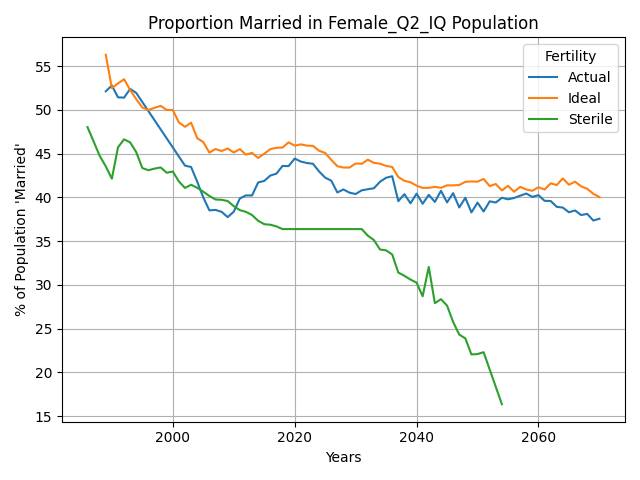 Proportion Married in Female_Q2_IQ Population
% of Population 'Married'
55
50
45
40
35
30
25
20
15
Fertility
Actual
Ideal
Sterile
2000
2020
2040
2060
Years